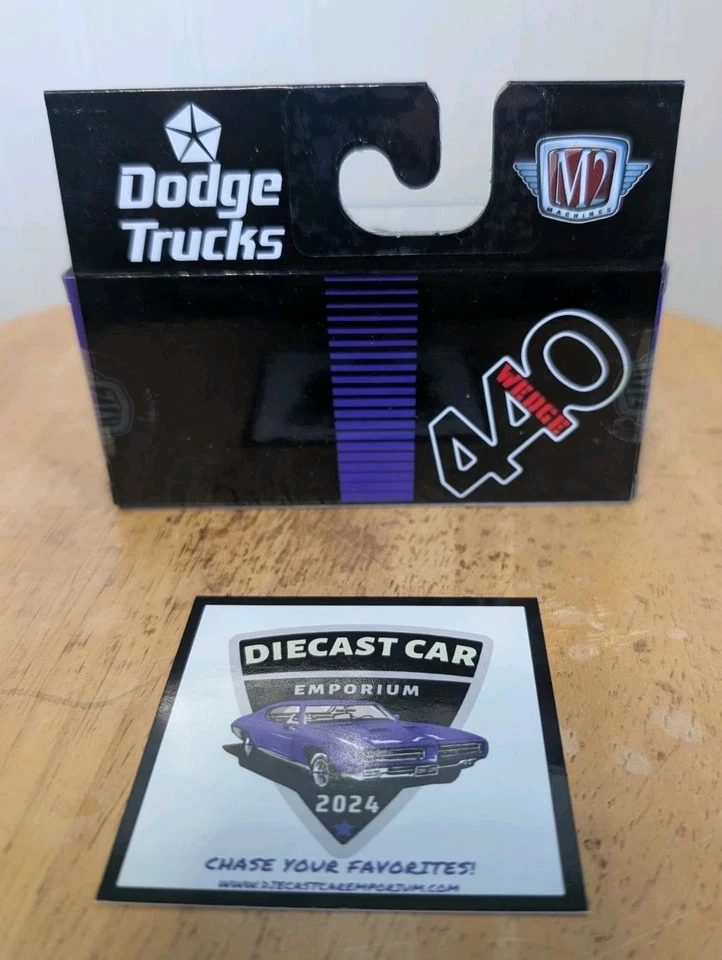 Dodge
Trucks
M2
MACHINES
440
WEDGE
DIECAST CAR
EMPORIUM
2024
CHASE YOUR FAVORITES!
WWW.DIECASTCAREMPORIUM.COM